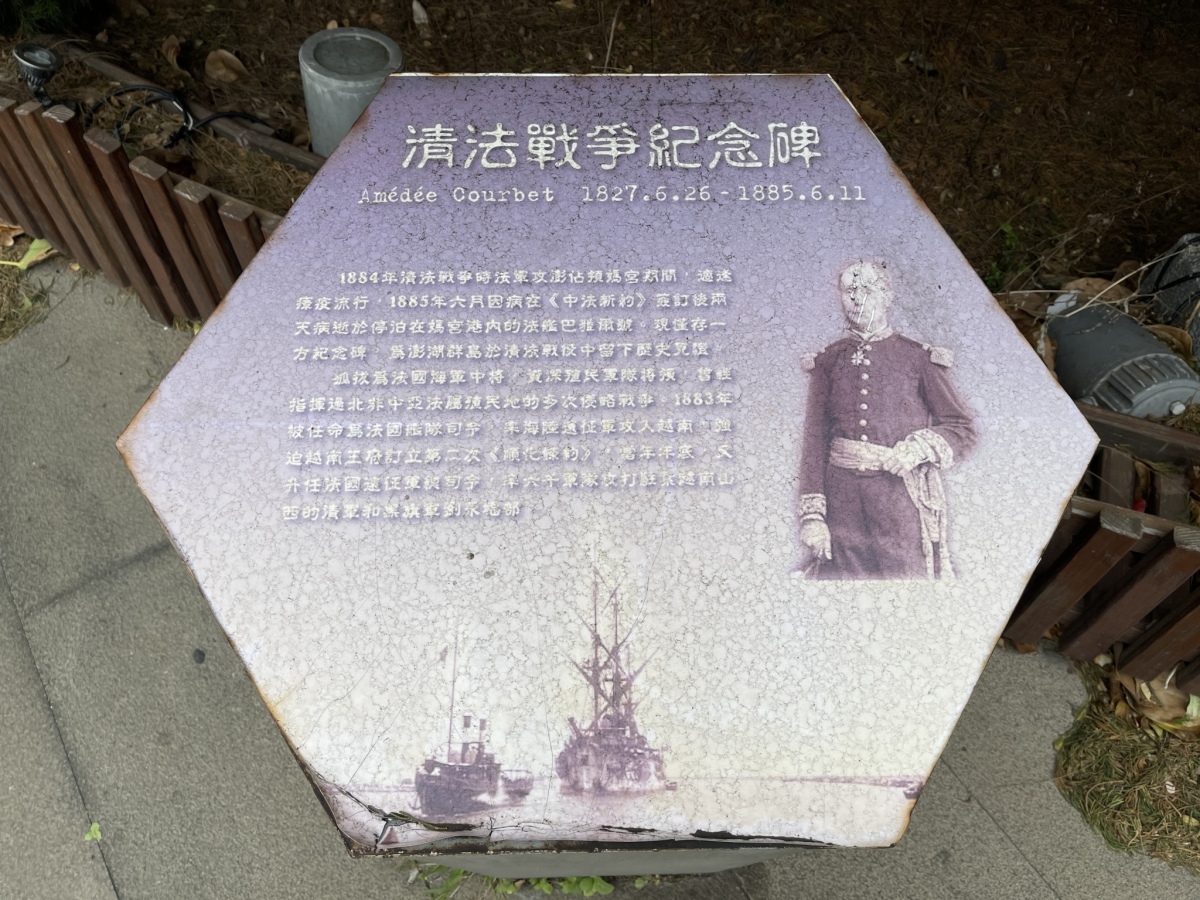 清法戰爭紀念碑
Amédée Courbet 1827.6.26-1885.6.11
1884年清法戰爭時法軍攻澎佔領媽宮期間，適逢
瘴疫流行，1885年六月因病在《中法新約》簽訂後兩
天病逝於停泊在媽宮港內的法艦巴雅爾號。現僅存一
方紀念碑，為澎湖群島於清法戰役中留下歷史見證。
孤拔為法國海軍中將，資深殖民軍隊將領，曾經
指揮過北非中亞法屬殖民地的多次侵略戰爭。1883年
被任命為法國艦隊司令，率海陸遠征軍攻入越南，強
迫越南王府訂立第二次《順化條約》。當年年底，又
升任法國遠征軍總司令，率六千軍隊攻打駐紮越南山
西的清軍和黑旗軍劉永福部